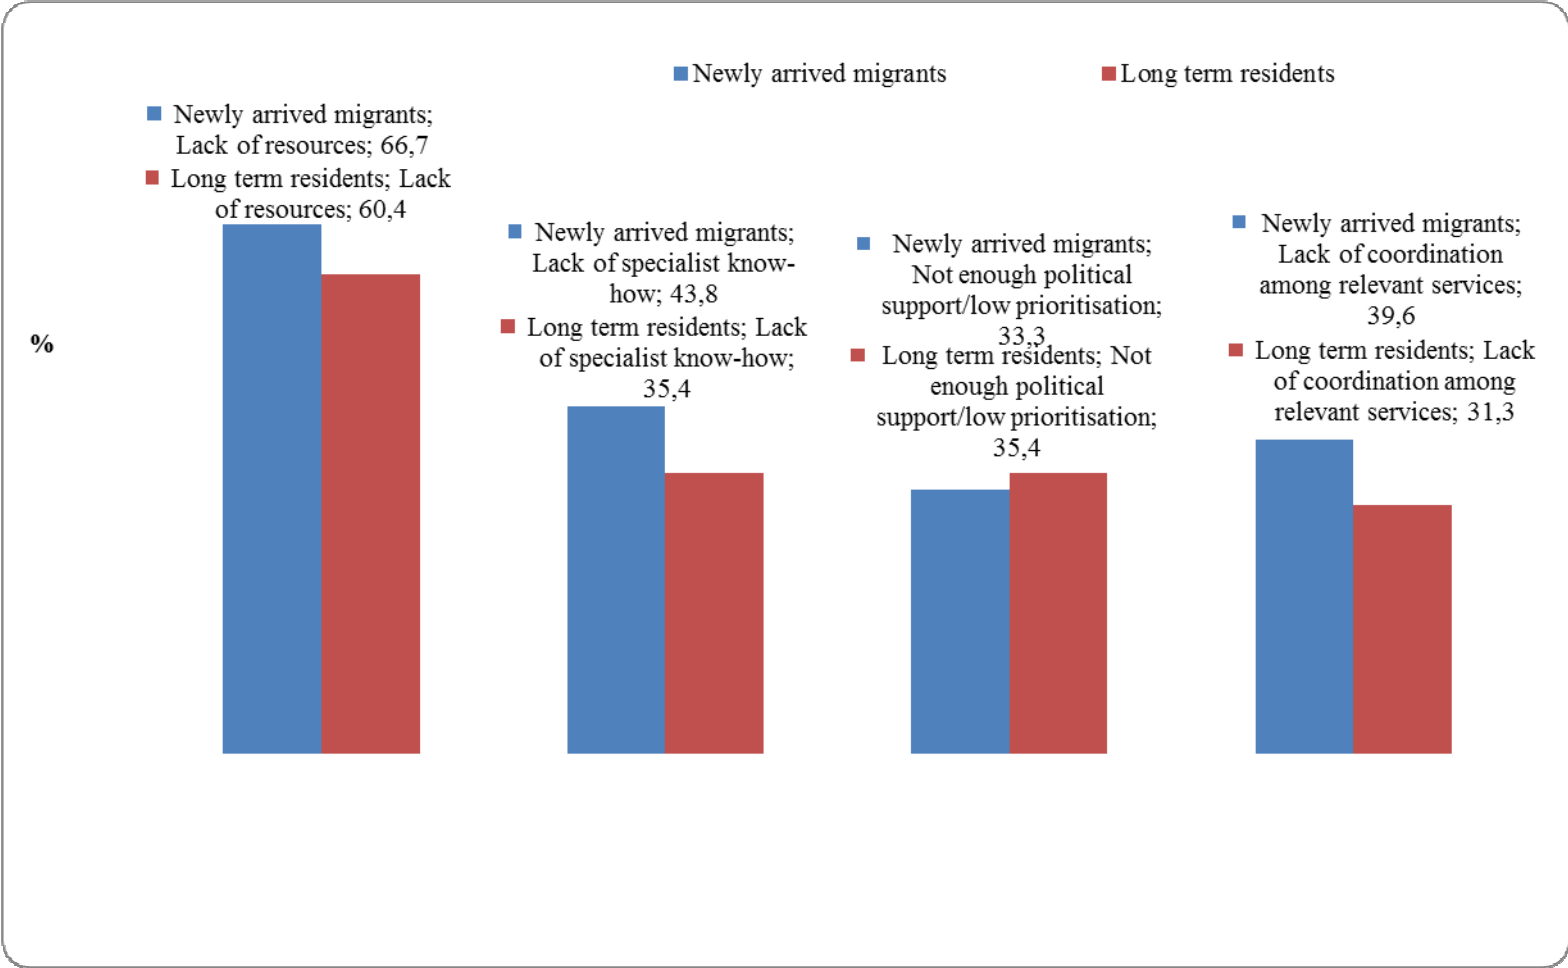 Newly arrived migrants
Long term residents
Newly arrived migrants;
Lack of resources; 66,7
Long term residents; Lack
of resources; 60,4
Newly arrived migrants;
Lack of specialist know-
how; 43,8
Long term residents; Lack
of specialist know-how;
35,4
Newly arrived migrants;
Not enough political
support/low prioritisation;
33,3
Long term residents; Not
enough political
support/low prioritisation;
35,4
Newly arrived migrants;
Lack of coordination
among relevant services;
39,6
Long term residents; Lack
of coordination among
relevant services; 31,3
%